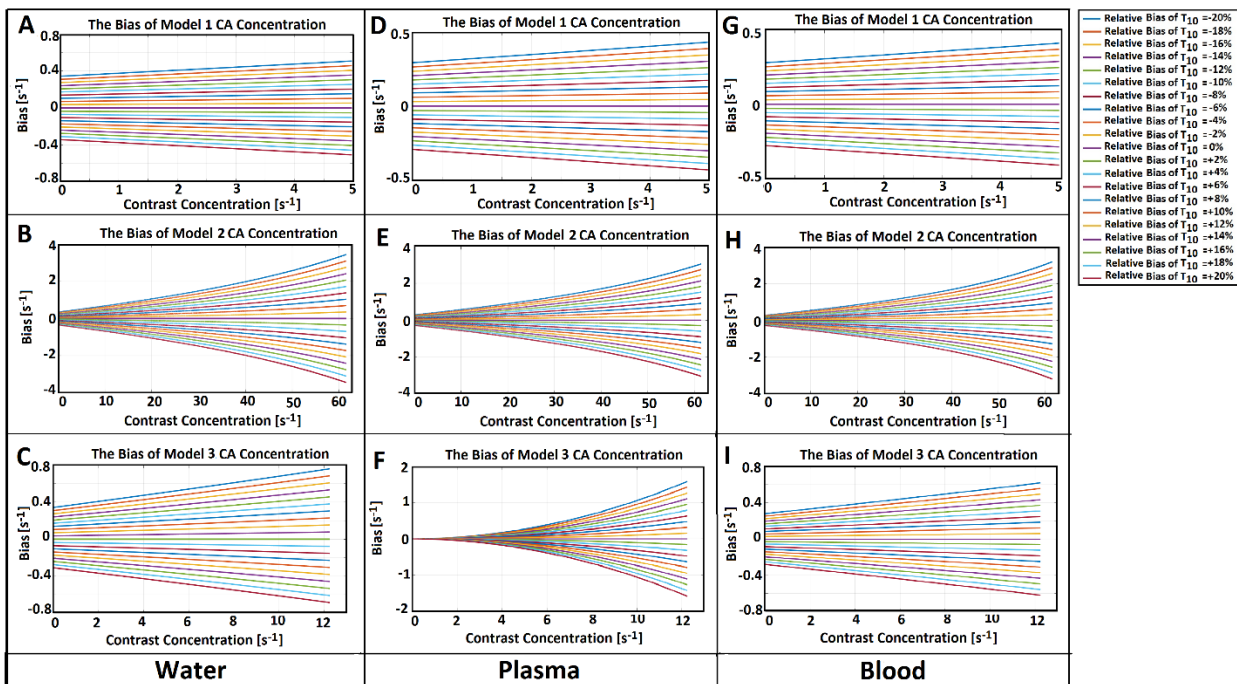 A
The Bias of Model 1 CA Concentration
0.8
0.4
0
-0.4
-0.8
Bias [s-1]
0 1 2 3 4 5
Contrast Concentration [s-1]
D
The Bias of Model 1 CA Concentration
0.5
0
-0.5
Bias [s-1]
0 1 2 3 4 5
Contrast Concentration [s-1]
G
The Bias of Model 1 CA Concentration
0.5
0
-0.5
Bias [s-1]
0 1 2 3 4 5
Contrast Concentration [s-1]
B
The Bias of Model 2 CA Concentration
4
2
0
-2
-4
Bias [s-1]
0 10 20 30 40 50 60
Contrast Concentration [s-1]
E
The Bias of Model 2 CA Concentration
4
2
0
-2
-4
Bias [s-1]
0 10 20 30 40 50 60
Contrast Concentration [s-1]
H
The Bias of Model 2 CA Concentration
4
2
0
-2
-4
Bias [s-1]
0 10 20 30 40 50 60
Contrast Concentration [s-1]
C
The Bias of Model 3 CA Concentration
0.8
0.4
0
-0.4
-0.8
Bias [s-1]
0 2 4 6 8 10 12
Contrast Concentration [s-1]
F
The Bias of Model 3 CA Concentration
2
1
0
-1
-2
Bias [s-1]
0 2 4 6 8 10 12
Contrast Concentration [s-1]
I
The Bias of Model 3 CA Concentration
0.8
0.4
0
-0.4
-0.8
Bias [s-1]
0 2 4 6 8 10 12
Contrast Concentration [s-1]
Water
Plasma
Blood
Relative Bias of T10 =-20%
Relative Bias of T10 =-18%
Relative Bias of T10 =-16%
Relative Bias of T10 =-14%
Relative Bias of T10 =-12%
Relative Bias of T10 =-10%
Relative Bias of T10 =-8%
Relative Bias of T10 =-6%
Relative Bias of T10 =-4%
Relative Bias of T10 =-2%
Relative Bias of T10 =0%
Relative Bias of T10 =+2%
Relative Bias of T10 =+4%
Relative Bias of T10 =+6%
Relative Bias of T10 =+8%
Relative Bias of T10 =+10%
Relative Bias of T10 =+12%
Relative Bias of T10 =+14%
Relative Bias of T10 =+16%
Relative Bias of T10 =+18%
Relative Bias of T10 =+20%